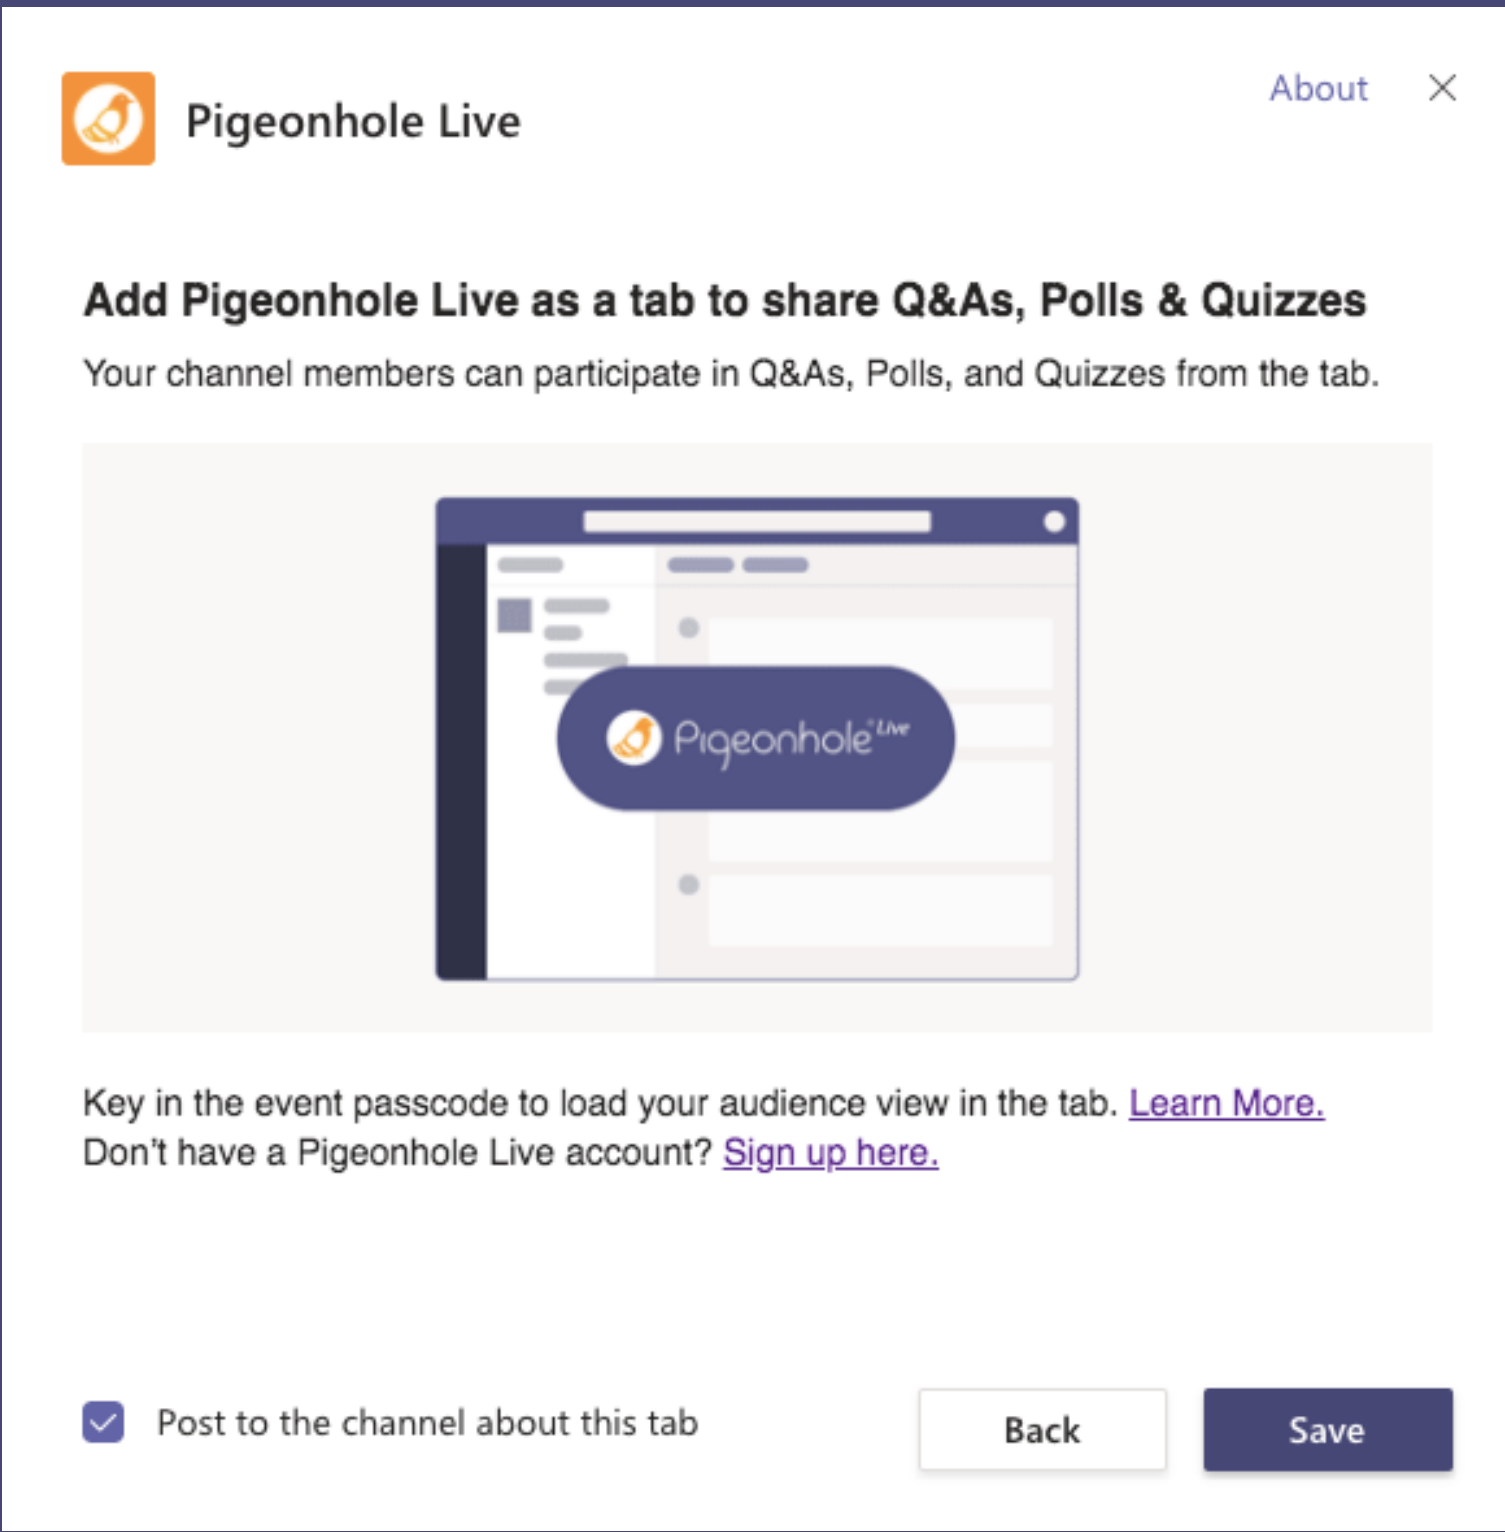 Pigeonhole Live
About
Add Pigeonhole Live as a tab to share Q&As, Polls & Quizzes
Your channel members can participate in Q&As, Polls, and Quizzes from the tab.
Pigeonhole Live
Key in the event passcode to load your audience view in the tab. Learn More.
Don't have a Pigeonhole Live account? Sign up here.
Post to the channel about this tab
Back
Save